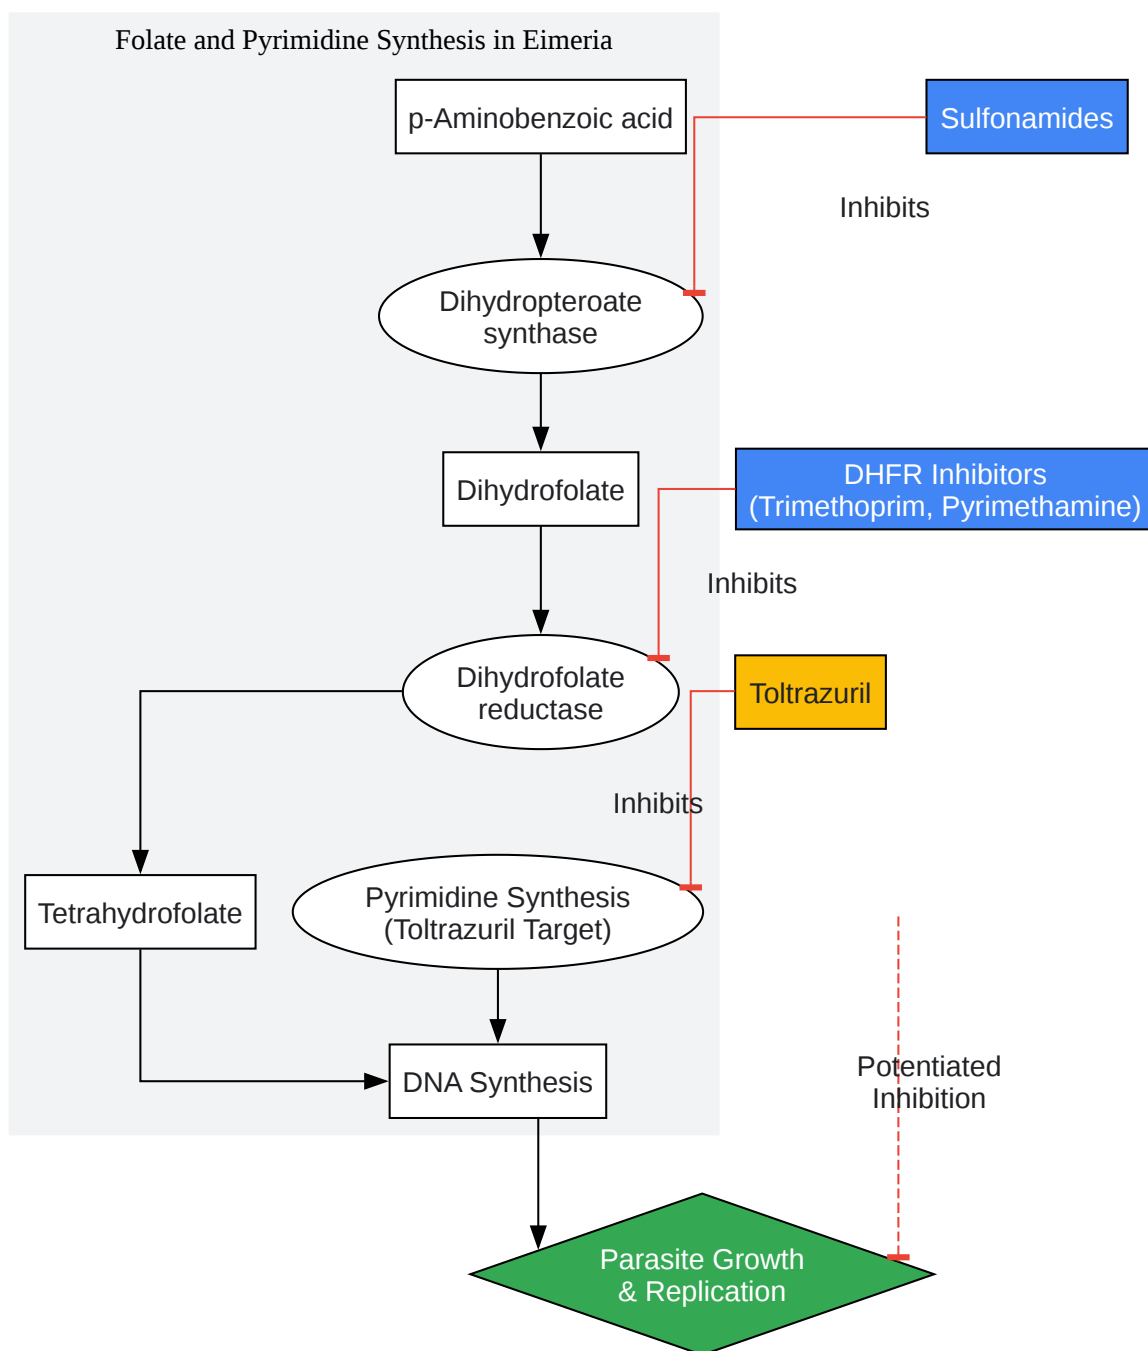 Folate and Pyrimidine Synthesis in Eimeria
p-Aminobenzoic acid
Sulfonamides
Inhibits
Dihydropteroate
synthase
Dihydrofolate
DHFR Inhibitors
(Trimethoprim, Pyrimethamine)
Inhibits
Dihydrofolate
reductase
Toltrazuril
Inhibits
Tetrahydrofolate
Pyrimidine Synthesis
(Toltrazuril Target)
DNA Synthesis
Potentiated
Inhibition
Parasite Growth
& Replication